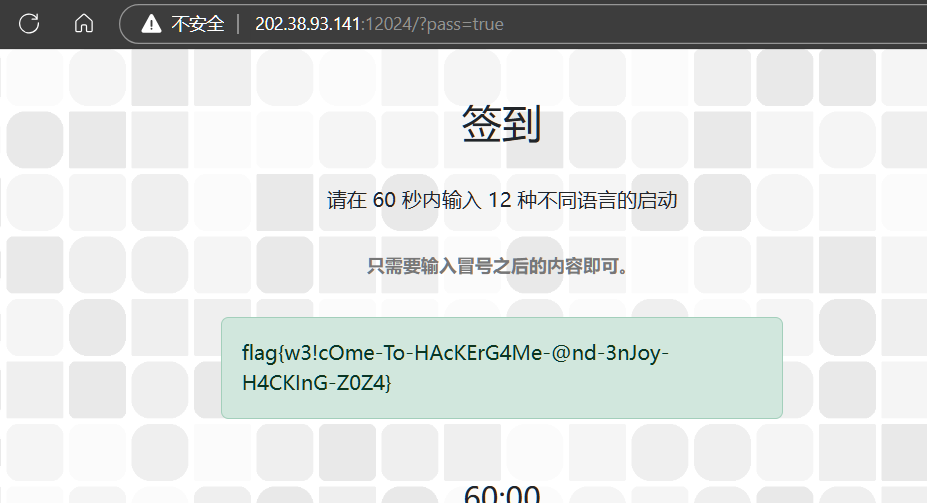 不安全 | 202.38.93.141:12024/?pass=true
签到
请在 60 秒内输入 12 种不同语言的启动
只需要输入冒号之后的内容即可。
flag{w3!cOme-To-HAcKErG4Me-@nd-3nJoy-
H4CKInG-Z0Z4}
60:00